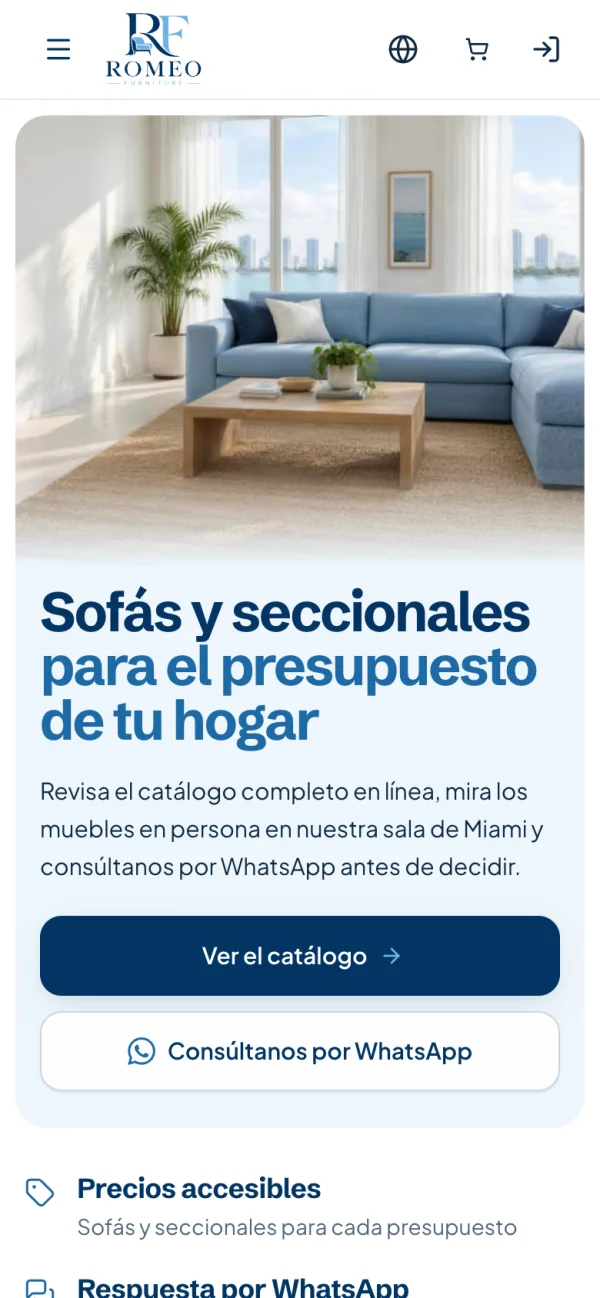 RF
ROMEO
FURNITURE
Sofás y seccionales
para el presupuesto
de tu hogar
Revisa el catálogo completo en línea, mira los
muebles en persona en nuestra sala de Miami y
consúltanos por WhatsApp antes de decidir.
Ver el catálogo →
Consúltanos por WhatsApp
Precios accesibles
Sofás y seccionales para cada presupuesto
Respuesta por WhatsApp